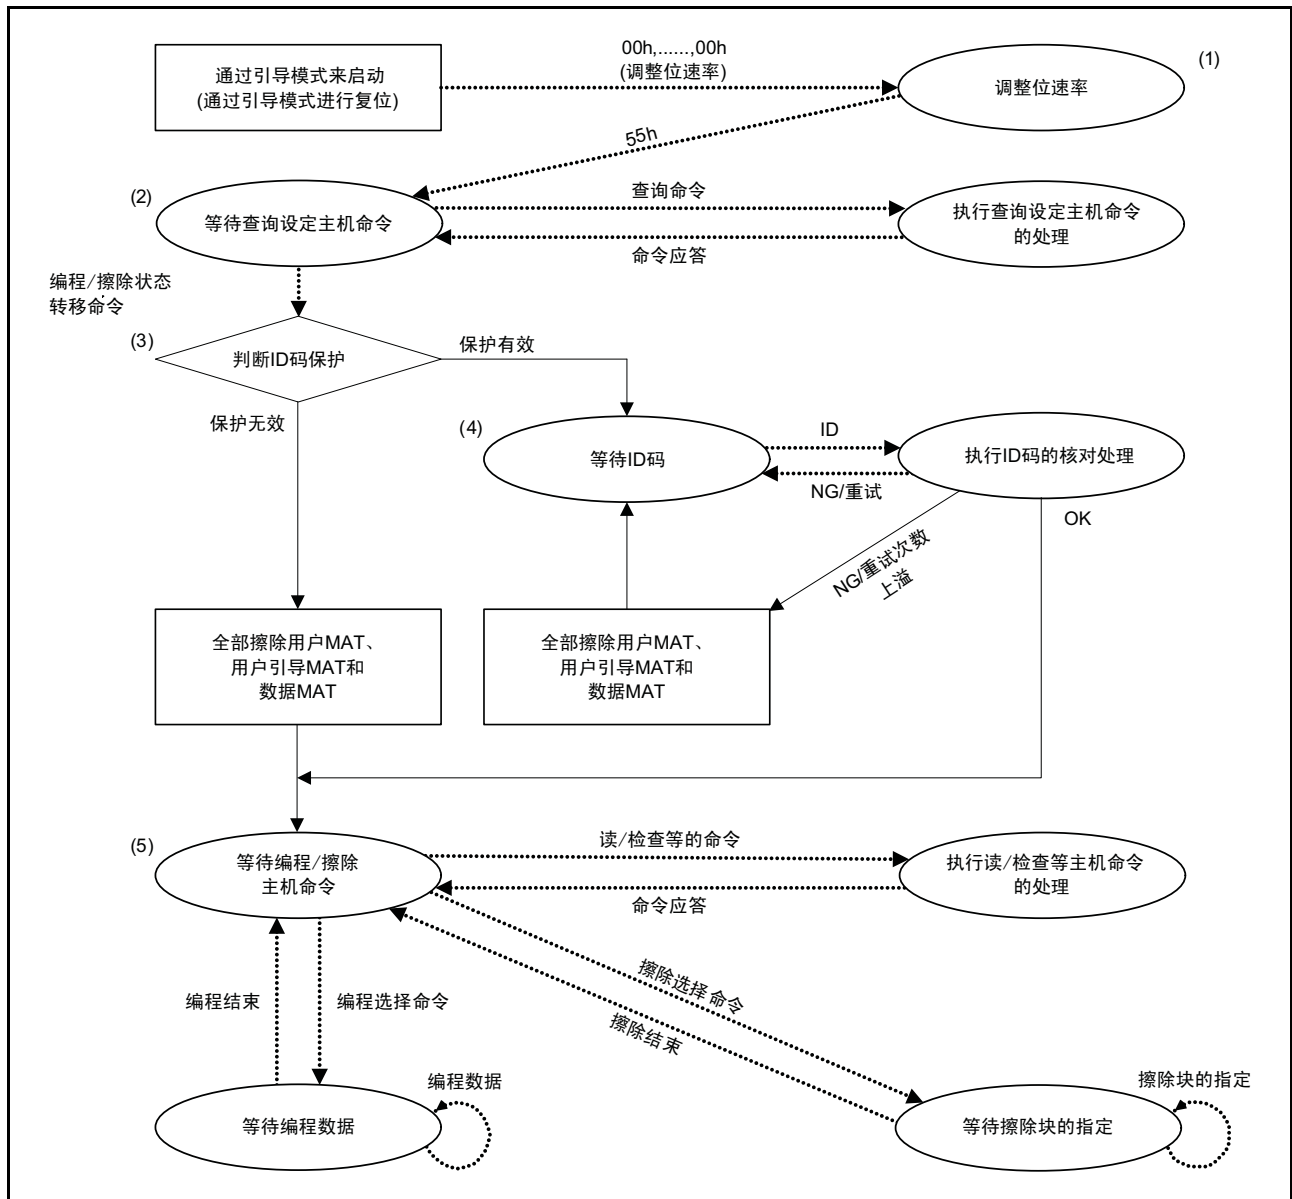 通过引导模式来启动
(通过引导模式进行复位)
00h,......,00h
(调整位速率)
调整位速率
(1)
55h
(2)
等待查询设定主机命令
查询命令
命令应答
执行查询设定主机命令
的处理
编程/擦除状态
转移命令
(3)
判断ID码保护
保护有效
保护无效
(4)
等待ID码
ID
NG/重试
执行ID码的核对处理
OK
NG/重试次数
上溢
全部擦除用户MAT、
用户引导MAT和
数据MAT
全部擦除用户MAT、
用户引导MAT和
数据MAT
(5)
等待编程/擦除
主机命令
读/检查等的命令
命令应答
执行读/检查等主机命令
的处理
编程结束
编程选择命令
擦除选择命令
擦除结束
等待编程数据
编程数据
等待擦除块的指定
擦除块的指定